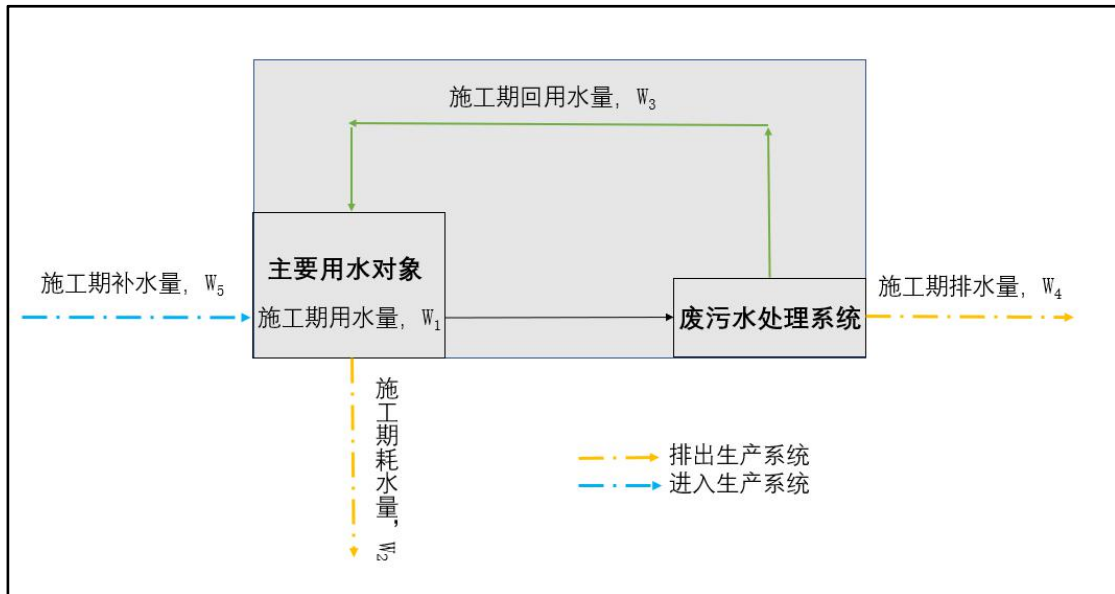 施工期回用水量，W₃
主要用水对象
施工期补水量，W₅
施工期用水量，W₁
废污水处理系统
施工期排水量，W₄
施工期耗水量，W₂
排出生产系统
进入生产系统